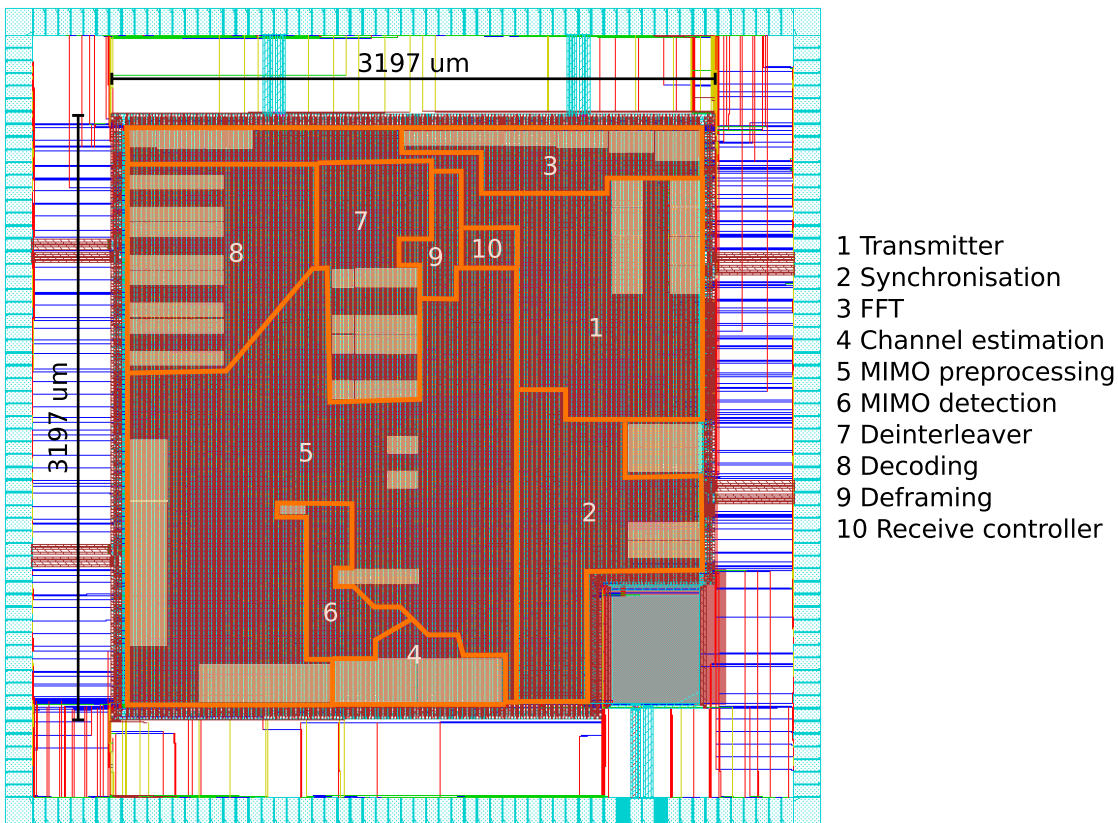 3197 um
3197 um
3
7
8
9
10
1
5
2
6
4
1 Transmitter
2 Synchronisation
3 FFT
4 Channel estimation
5 MIMO preprocessing
6 MIMO detection
7 Deinterleaver
8 Decoding
9 Deframing
10 Receive controller